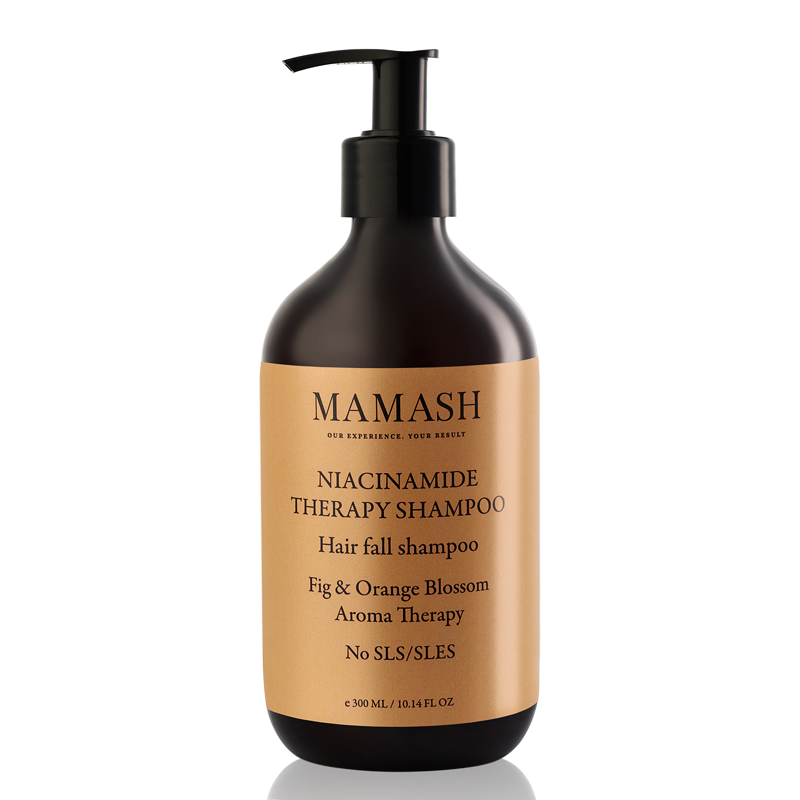 MAMASH
OUR EXPERIENCE. YOUR RESULT
NIACINAMIDE
THERAPY SHAMPOO
Hair fall shampoo
Fig & Orange Blossom
Aroma Therapy
No SLS/SLES
e 300 ML / 10.14 FL OZ